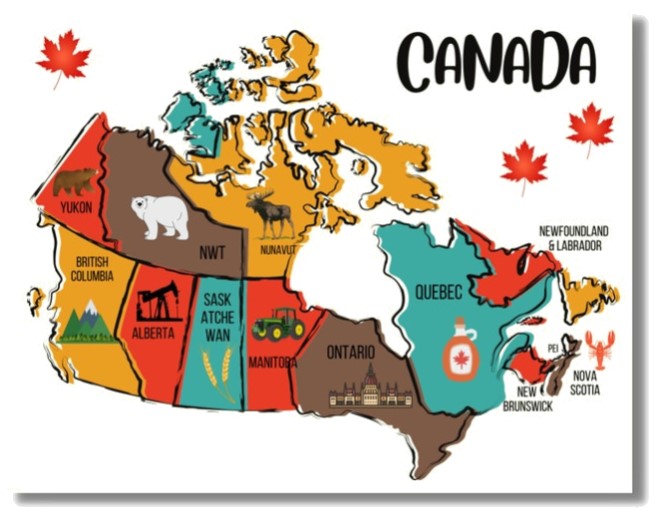 CANADA
YUKON
NWT
NUNAVUT
BRITISH
COLUMBIA
ALBERTA
SASK
ATCHE
WAN
MANITOBA
ONTARIO
QUEBEC
NEWFOUNDLAND
& LABRADOR
PEI
NOVA
SCOTIA
NEW
BRUNSWICK